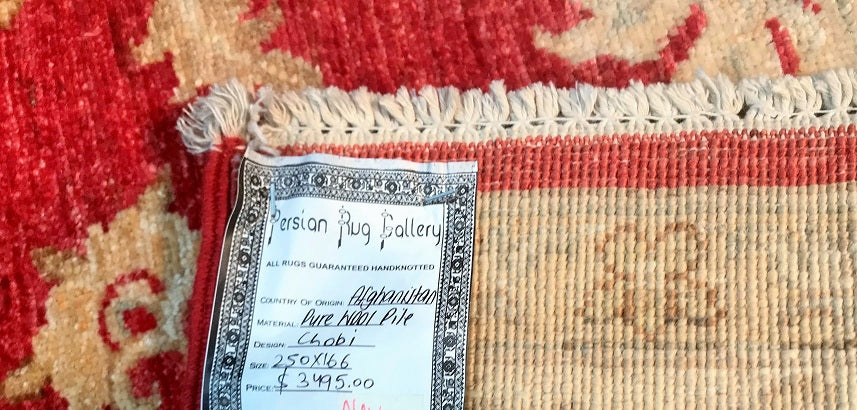 Persian Rug Gallery
ALL RUGS GUARANTEED HANDKNOTTED
COUNTRY OF ORIGIN: Afghanistan
MATERIAL: Pure Wool Pile
DESIGN: Chobi
SIZE: 250X166
PRICE: $ 3495.00